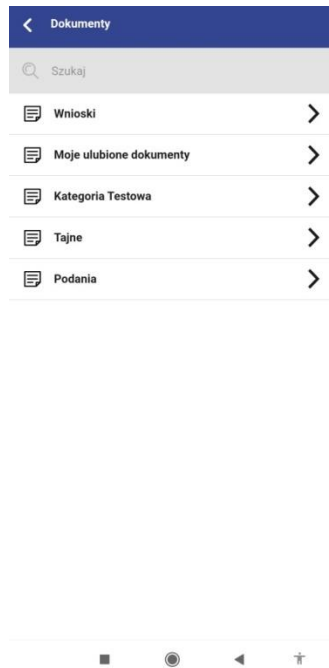 Dokumenty
Szukaj
Wnioski
Moje ulubione dokumenty
Kategoria Testowa
Tajne
Podania